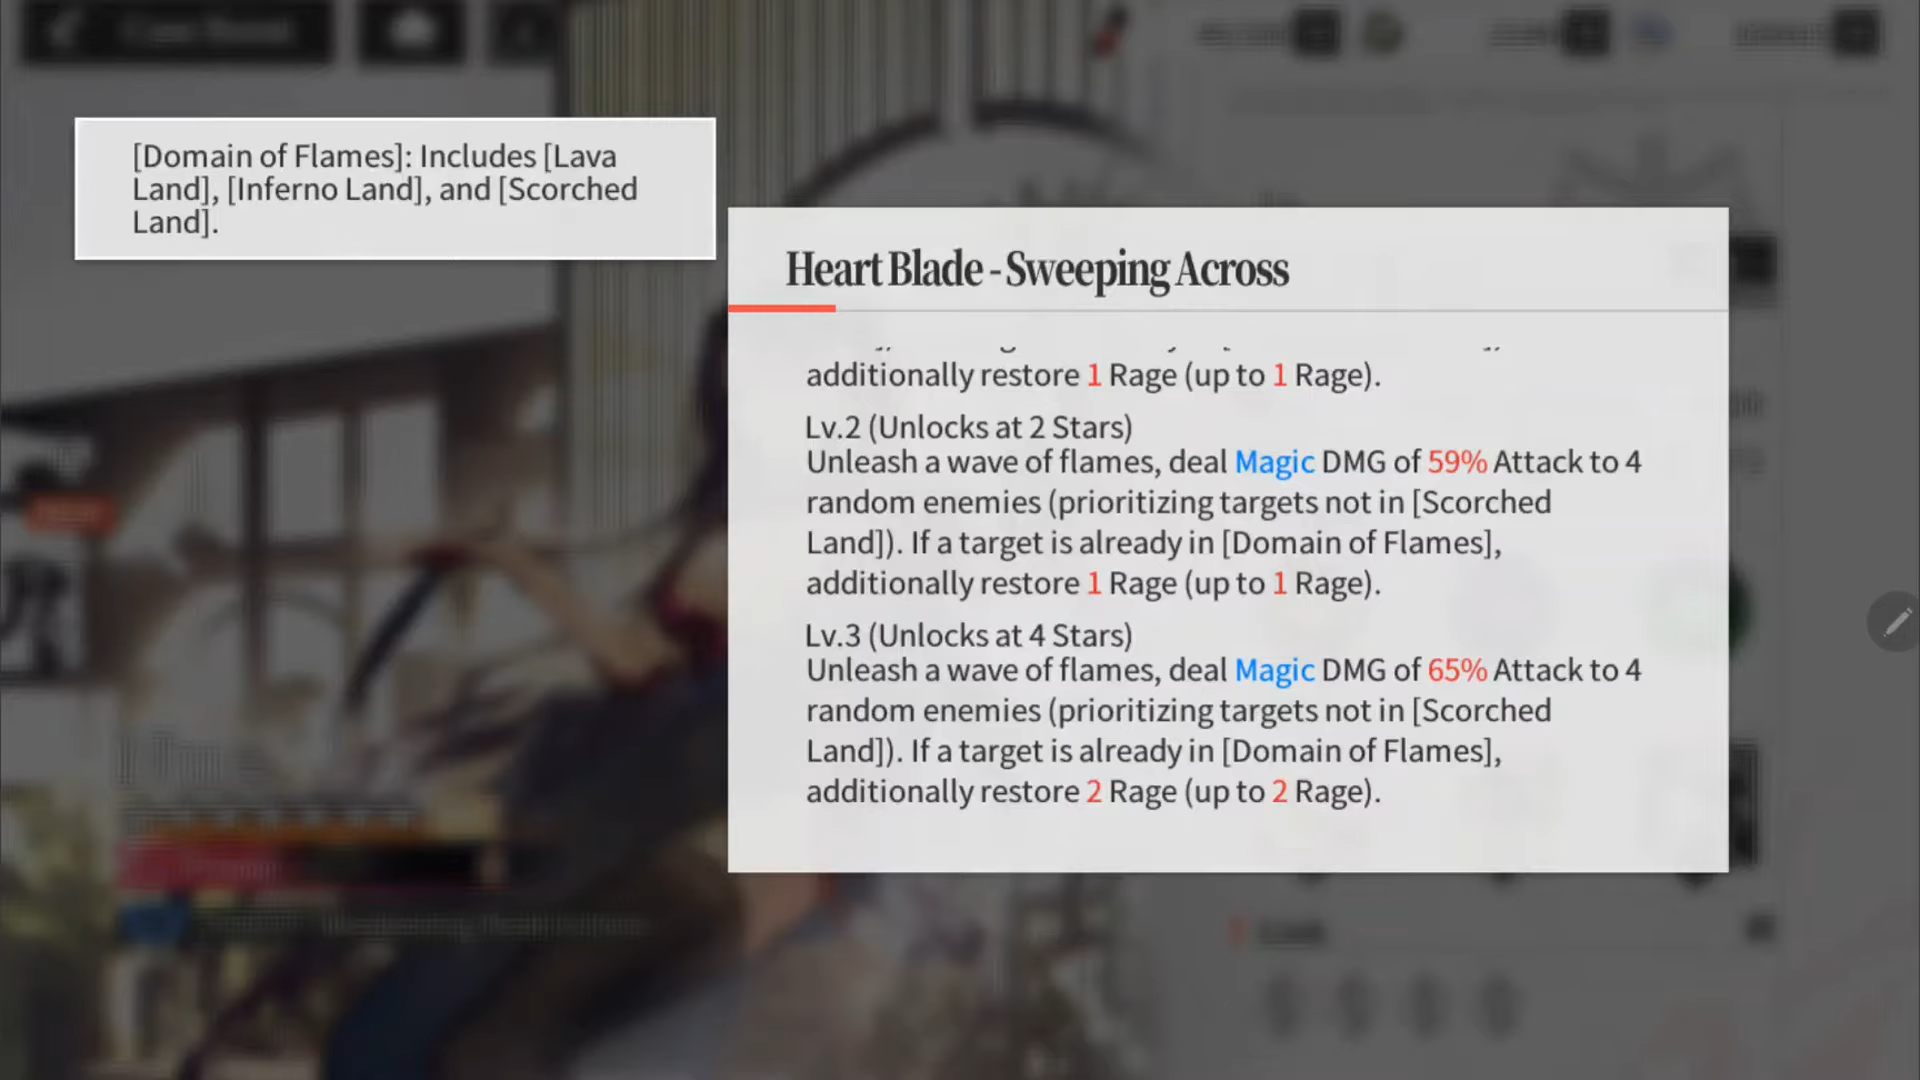 [Domain of Flames]: Includes [Lava
Land], [Inferno Land], and [Scorched
Land].
Heart Blade - Sweeping Across
additionally restore 1 Rage (up to 1 Rage).
Lv.2 (Unlocks at 2 Stars)
Unleash a wave of flames, deal Magic DMG of 59% Attack to 4
random enemies (prioritizing targets not in [Scorched
Land]). If a target is already in [Domain of Flames],
additionally restore 1 Rage (up to 1 Rage).
Lv.3 (Unlocks at 4 Stars)
Unleash a wave of flames, deal Magic DMG of 65% Attack to 4
random enemies (prioritizing targets not in [Scorched
Land]). If a target is already in [Domain of Flames],
additionally restore 2 Rage (up to 2 Rage).